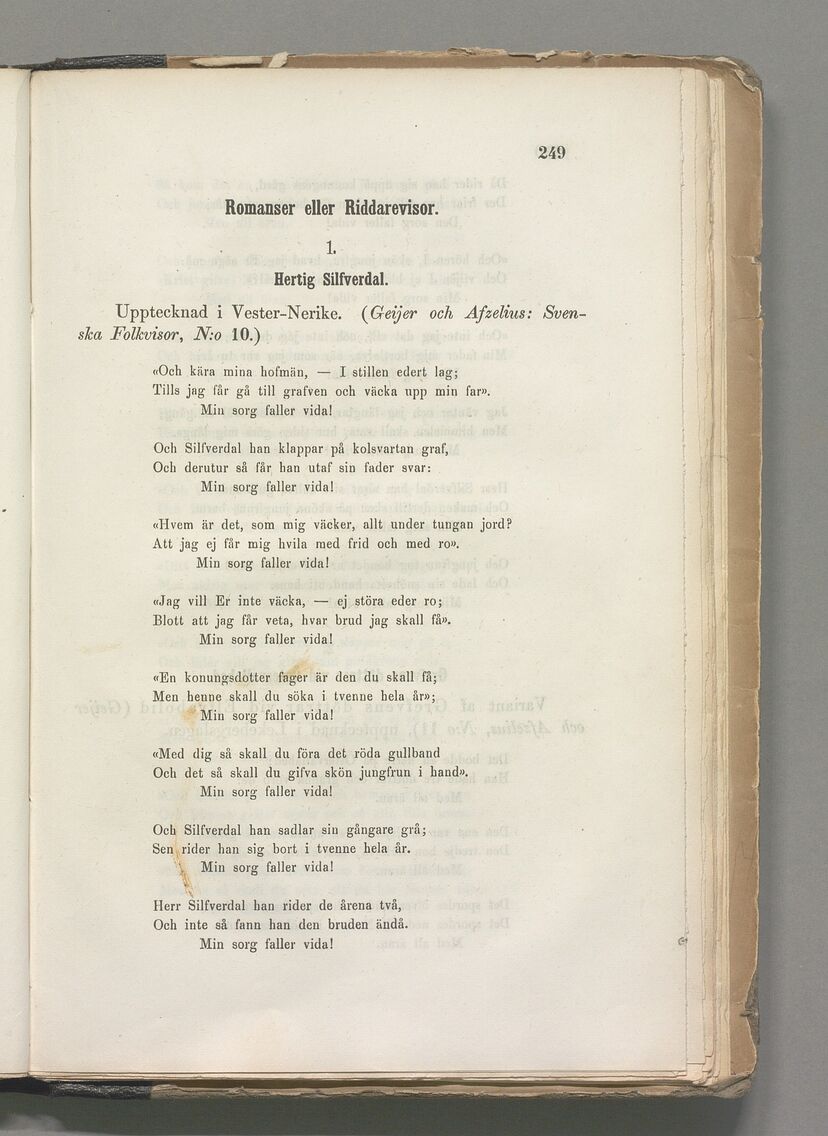 249
Romanser eller Riddarevisor.
1.
Hertig Silfverdal.
Upptecknad i Vester-Nerike. (Geijer och Afzelius: Sven-
ska Folkvisor, N:o 10.)
«Och kära mina hofmän, — I stillen edert lag;
Tills jag får gå till grafven och väcka upp min far».
Min sorg faller vida!
Och Silfverdal han klappar på kolsvartan graf,
Och derutur så får han utaf sin fader svar:
Min sorg faller vida!
«Hvem är det, som mig väcker, allt under tungan jord?
Att jag ej får mig hvila med frid och med ro».
Min sorg faller vida!
«Jag vill Er inte väcka, — ej störa eder ro;
Blott att jag får veta, hvar brud jag skall få».
Min sorg faller vida!
«En konungsdotter fager är den du skall få;
Men henne skall du söka i tvenne hela år»;
Min sorg faller vida!
«Med dig så skall du föra det röda gullband
Och det så skall du gifva skön jungfrun i hand».
Min sorg faller vida!
Och Silfverdal han sadlar sin gångare grå;
Sen rider han sig bort i tvenne hela år.
Min sorg faller vida!
Herr Silfverdal han rider de årena två,
Och inte så fann han den bruden ändå.
Min sorg faller vida!